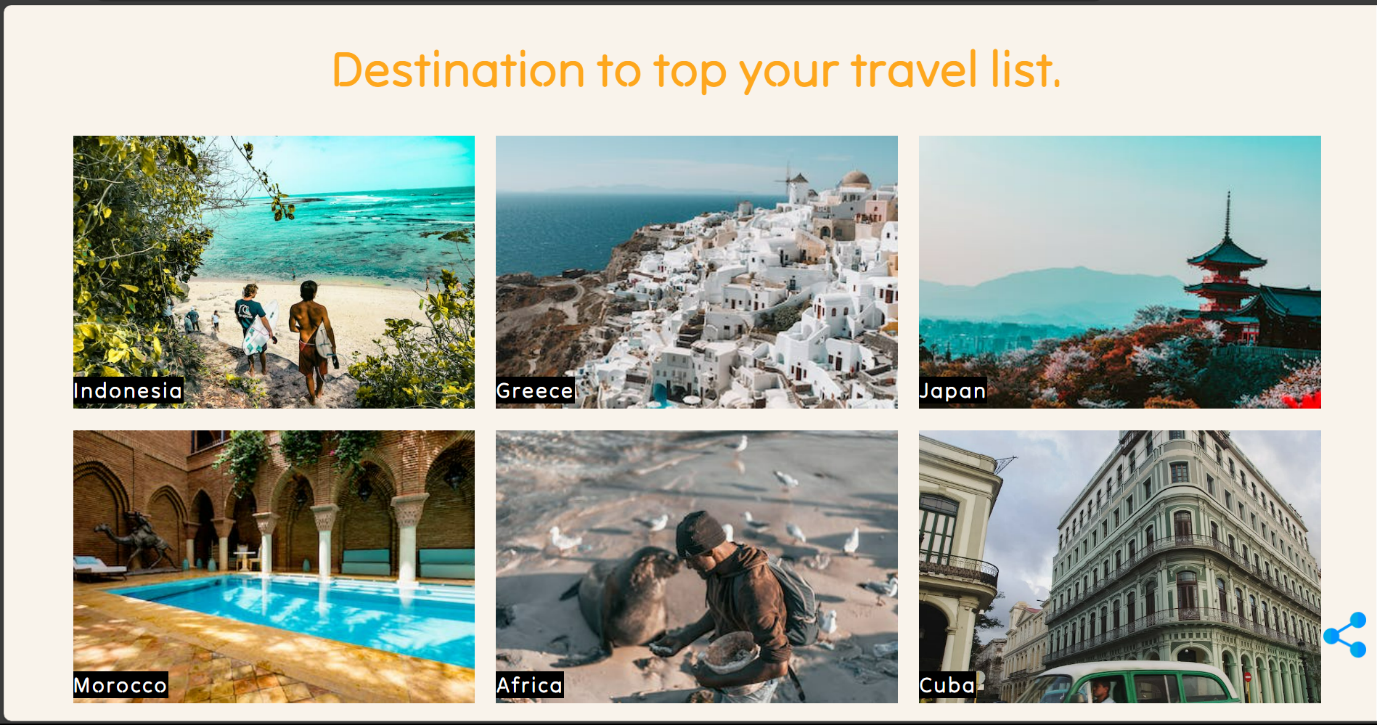 Destination to top your travel list.
Indonesia
Greece
Japan
Morocco
Africa
Cuba